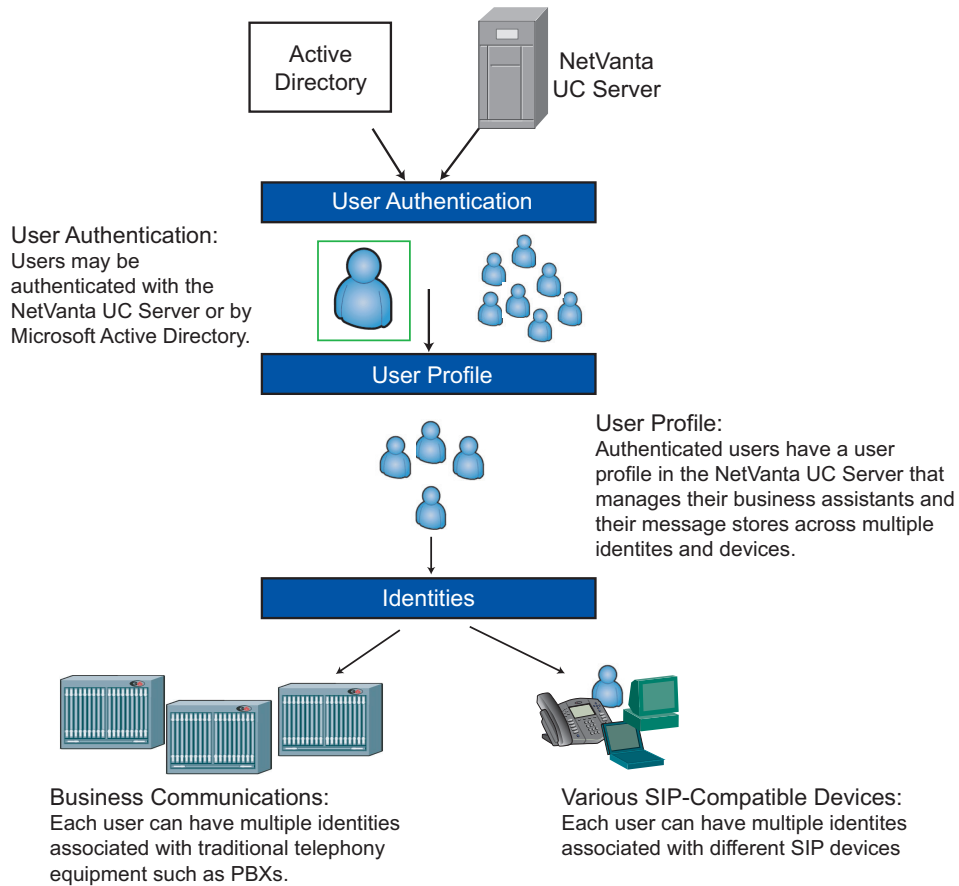 Active
Directory
NetVanta
UC Server
User Authentication
User Authentication:
Users may be
authenticated with the
NetVanta UC Server or by
Microsoft Active Directory.
User Profile
User Profile:
Authenticated users have a user
profile in the NetVanta UC Server that
manages their business assistants and
their message stores across multiple
identites and devices.
Identities
Business Communications:
Each user can have multiple identities
associated with traditional telephony
equipment such as PBXs.
Various SIP-Compatible Devices:
Each user can have multiple identites
associated with different SIP devices